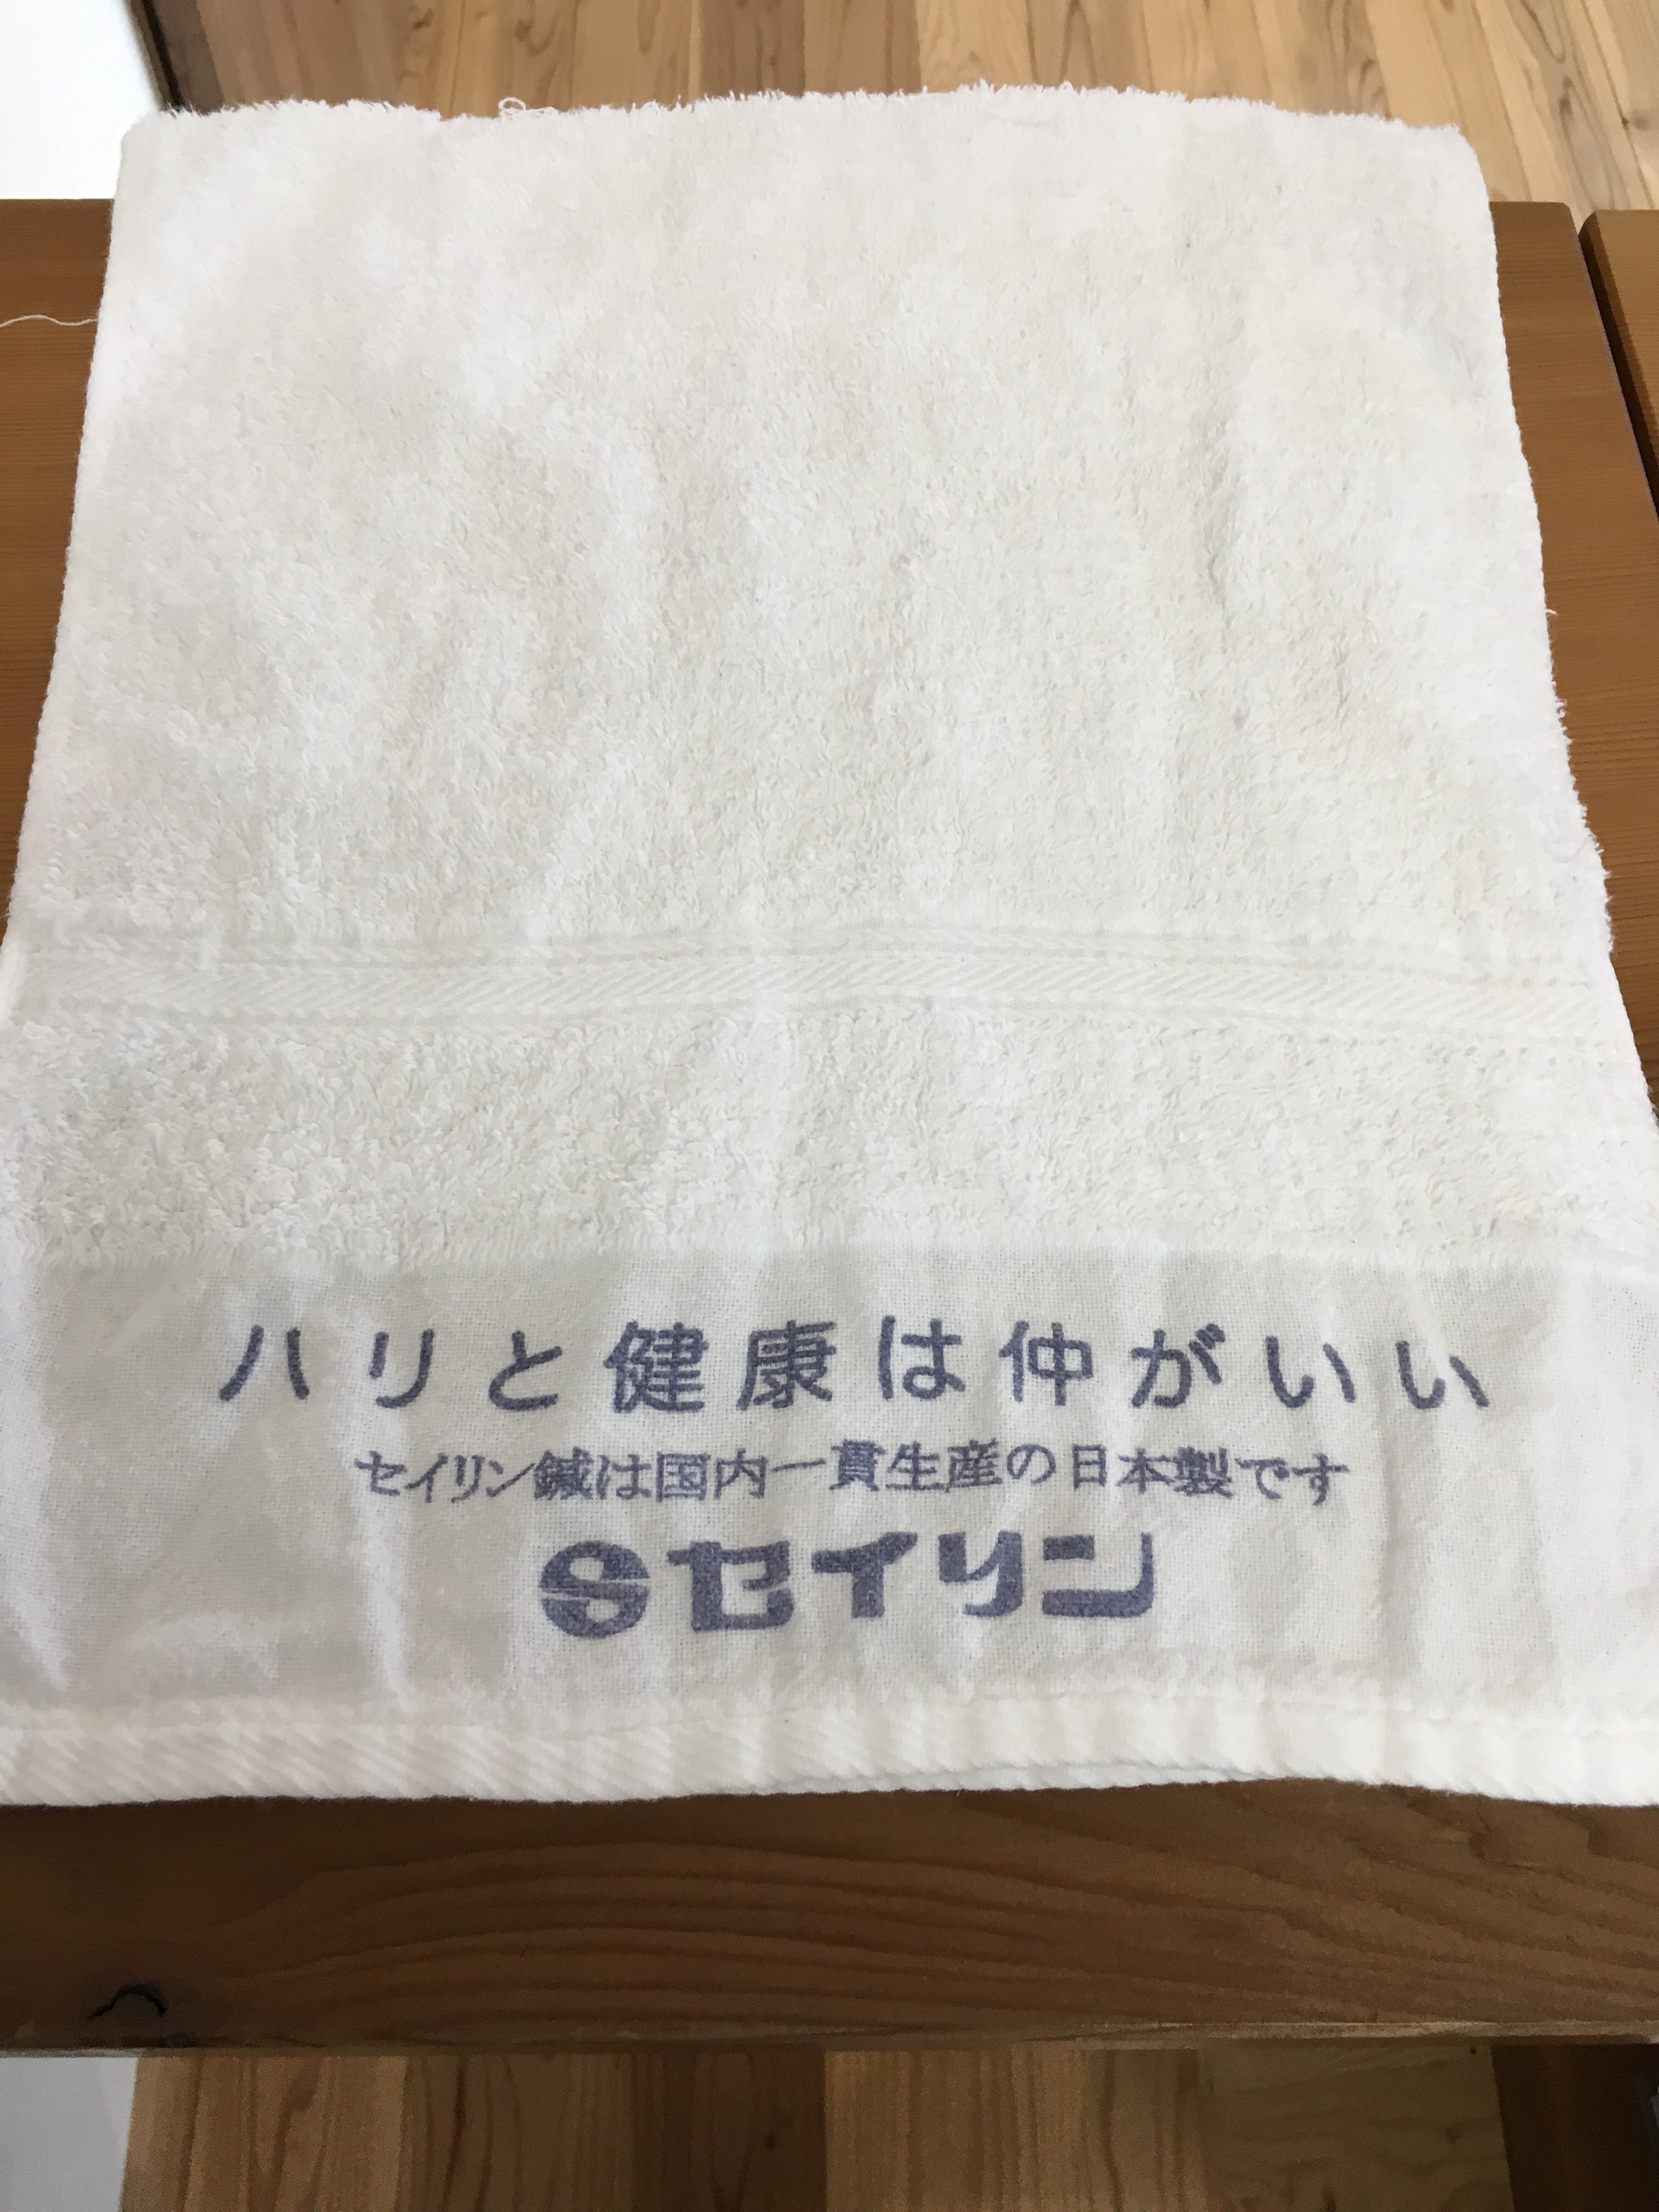 ハリと健康は仲がいい
セイリン鍼は国内一貫生産の日本製です
Sセイリン